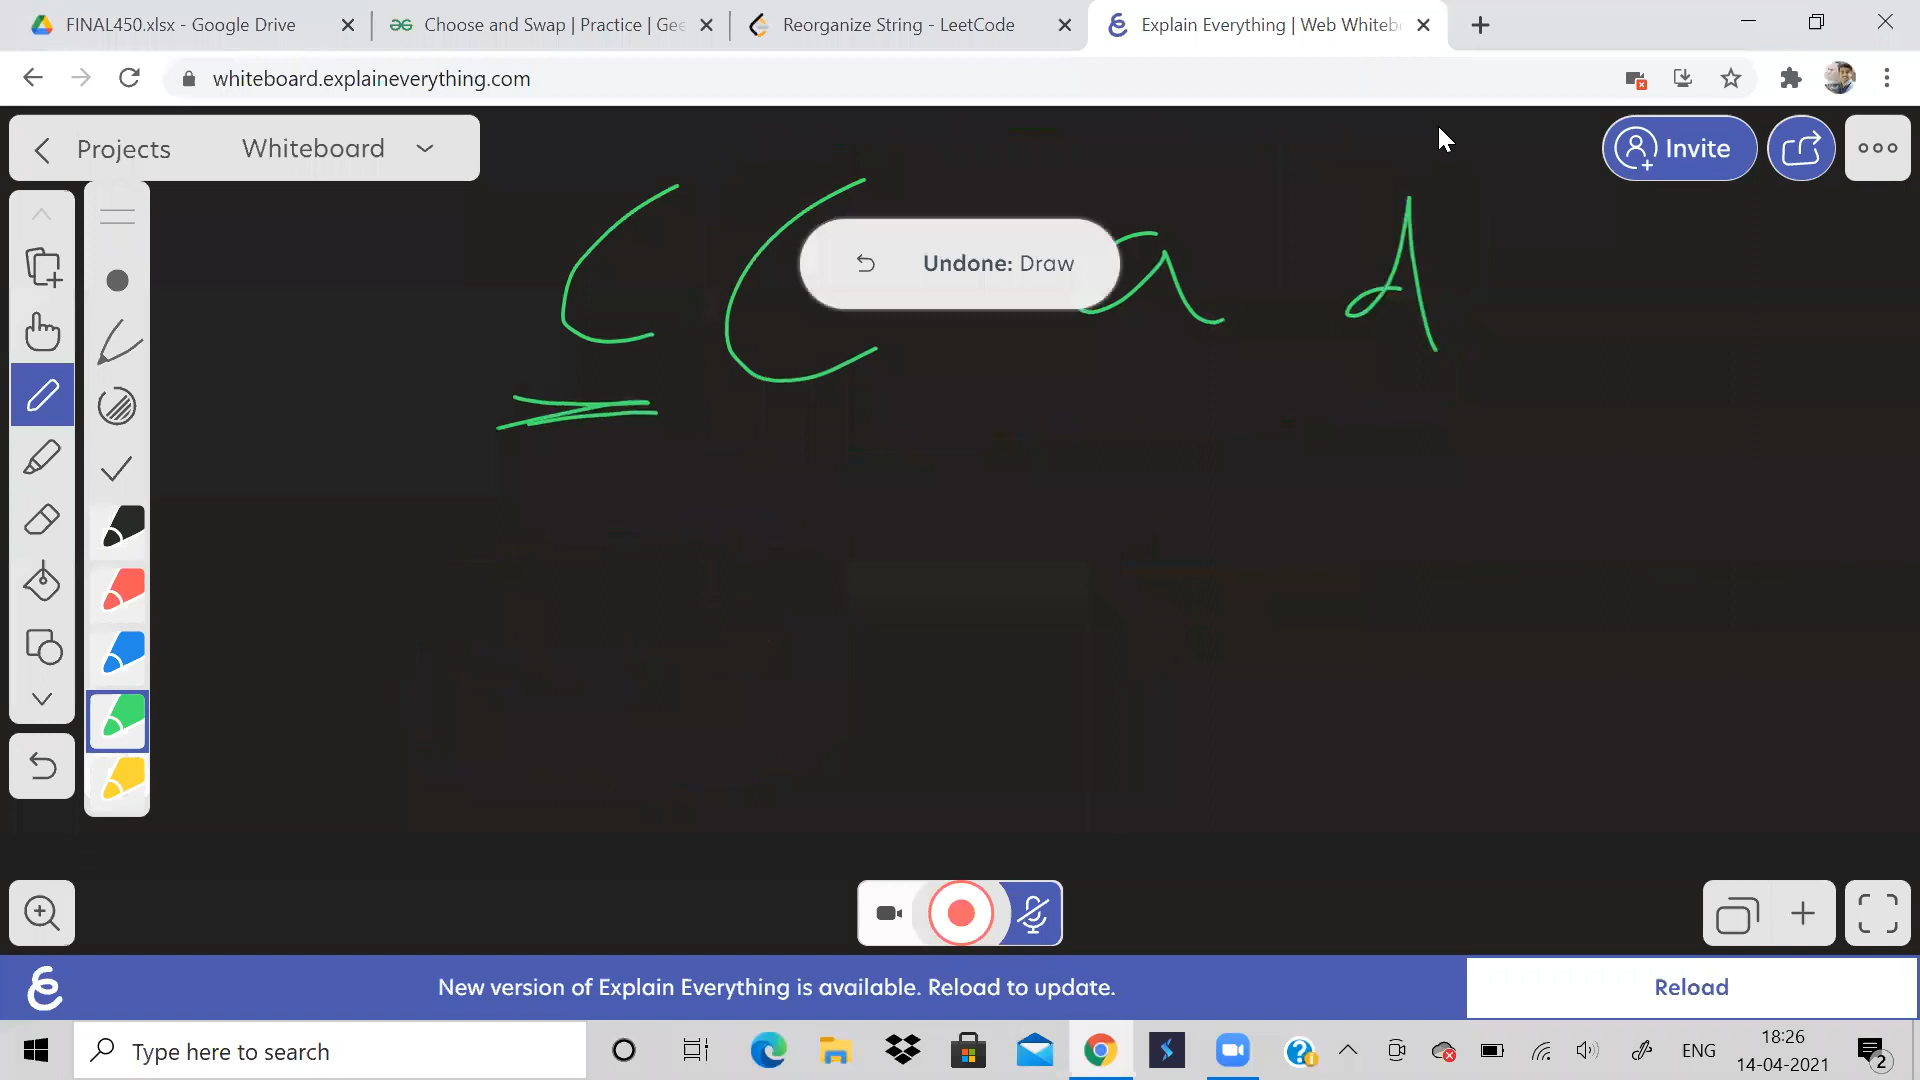 FINAL450.xlsx - Google Drive
Choose and Swap | Practice | Gee
Reorganize String - LeetCode
Explain Everything | Web Whitebo
whiteboard.explaineverything.com
Projects
Whiteboard
Invite
C C a d
Undone: Draw
New version of Explain Everything is available. Reload to update.
Reload
Type here to search
ENG
18:26
14-04-2021
2